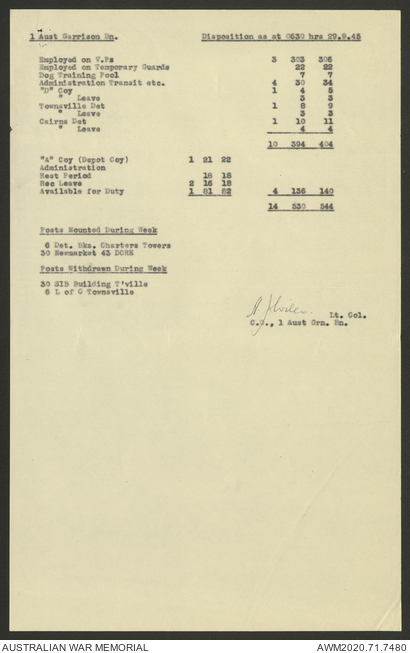 1 Aust Garrison Bn. Disposition as at 0630 hrs 29.9.45
Employed on V.Ps 3 303 306
Employed on Temporary Guards 22 22
Dog Training Pool 7 7
Administration Transit etc. 4 30 34
"D" Coy 1 4 5
" Leave 3 3
Townsville Det 1 8 9
" Leave 3 3
Cairns Det 1 10 11
" Leave 4 4
10 394 404
"A" Coy (Depot Coy) 1 21 22
Administration
Rest Period 18 18
Rec Leave 2 16 18
Available for Duty 1 81 82 4 136 140
14 530 544
Posts Mounted During Week
6 Det. Bks. Charters Towers
30 Newmarket 43 DCRE
Posts Withdrawn During Week
30 SIB Building T'ville
6 L of C Townsville
Lt. Col.
C.O., 1 Aust Grn. Bn.
AUSTRALIAN WAR MEMORIAL AWM2020.71.7480